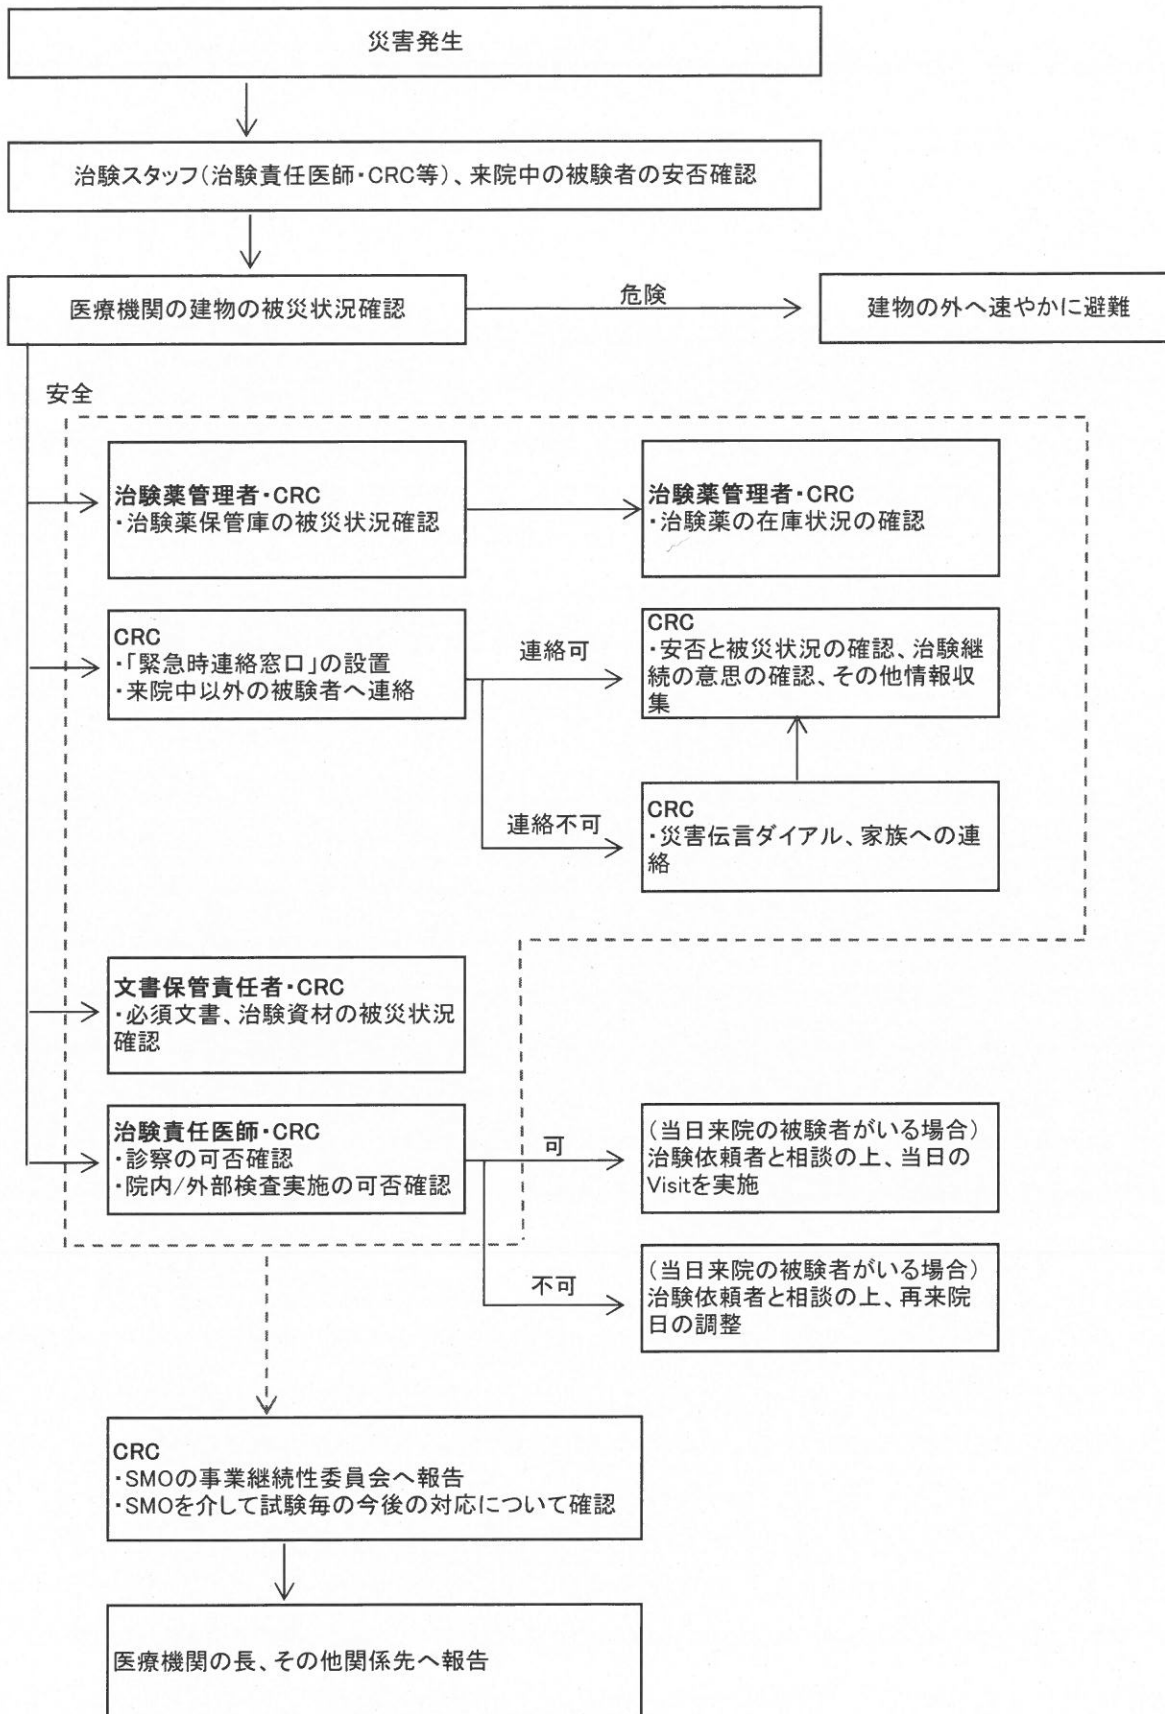 災害発生
治験スタッフ(治験責任医師・CRC等)、来院中の被験者の安否確認
医療機関の建物の被災状況確認
危険
建物の外へ速やかに避難
安全
治験薬管理者・CRC
・治験薬保管庫の被災状況確認
治験薬管理者・CRC
・治験薬の在庫状況の確認
CRC
・「緊急時連絡窓口」の設置
・来院中以外の被験者へ連絡
連絡可
CRC
・安否と被災状況の確認、治験継
続の意思の確認、その他情報収
集
連絡不可
CRC
・災害伝言ダイアル、家族への連
絡
文書保管責任者・CRC
・必須文書、治験資材の被災状況
確認
治験責任医師・CRC
・診察の可否確認
・院内/外部検査実施の可否確認
可
(当日来院の被験者がいる場合)
治験依頼者と相談の上、当日の
Visitを実施
不可
(当日来院の被験者がいる場合)
治験依頼者と相談の上、再来院
日の調整
CRC
・SMOの事業継続性委員会へ報告
・SMOを介して試験毎の今後の対応について確認
医療機関の長、その他関係先へ報告